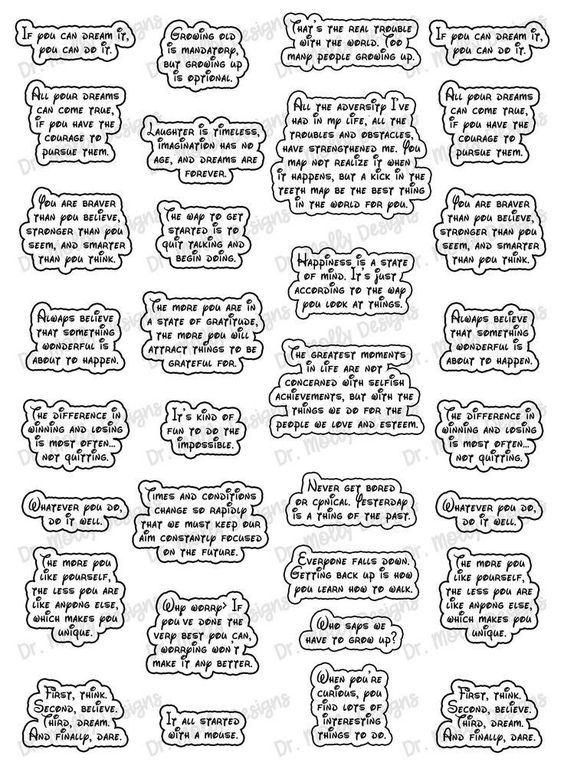 If you can dream it,
you can do it.
All your dreams
can come true,
if you have the
courage to
pursue them.
You are braver
than you believe,
stronger than you
seem, and smarter
than you think.
Always believe
that something
wonderful is
about to happen.
The difference in
winning and losing
is most often...
not quitting.
Whatever you do,
do it well.
The more you
like yourself,
the less you are
like anyone else,
which makes you
unique.
First, think.
Second, believe.
Third, dream.
And finally, dare.
Growing old
is mandatory,
but growing up
is optional.
Laughter is timeless,
imagination has no
age, and dreams are
forever.
The way to get
started is to
quit talking and
begin doing.
The more you are in
a state of gratitude,
the more you will
attract things to be
grateful for.
It's kind of
fun to do the
impossible.
Times and conditions
change so rapidly
that we must keep our
aim constantly focused
on the future.
Why worry? If
you've done the
very best you can,
worrying won't
make it any better.
It all started
with a mouse.
That's the real trouble
with the world. Too
many people growing up.
All the adversity I've
had in my life, all the
troubles and obstacles,
have strengthened me. You
may not realize it when
it happens, but a kick in the
teeth may be the best thing
in the world for you.
Happiness is a state
of mind. It's just
according to the way
you look at things.
The greatest moments
in life are not
concerned with selfish
achievements, but with the
things we do for the
people we love and esteem.
Never get bored
or cynical. Yesterday
is a thing of the past.
Everyone falls down.
Getting back up is how
you learn how to walk.
Who says we
have to grow up?
When you're
curious, you
find lots of
interesting
things to do.
If you can dream it,
you can do it.
All your dreams
can come true,
if you have the
courage to
pursue them.
You are braver
than you believe,
stronger than you
seem, and smarter
than you think.
Always believe
that something
wonderful is
about to happen.
The difference in
winning and losing
is most often...
not quitting.
Whatever you do,
do it well.
The more you
like yourself,
the less you are
like anyone else,
which makes you
unique.
First, think.
Second, believe.
Third, dream.
And finally, dare.
Dr. Molly Designs